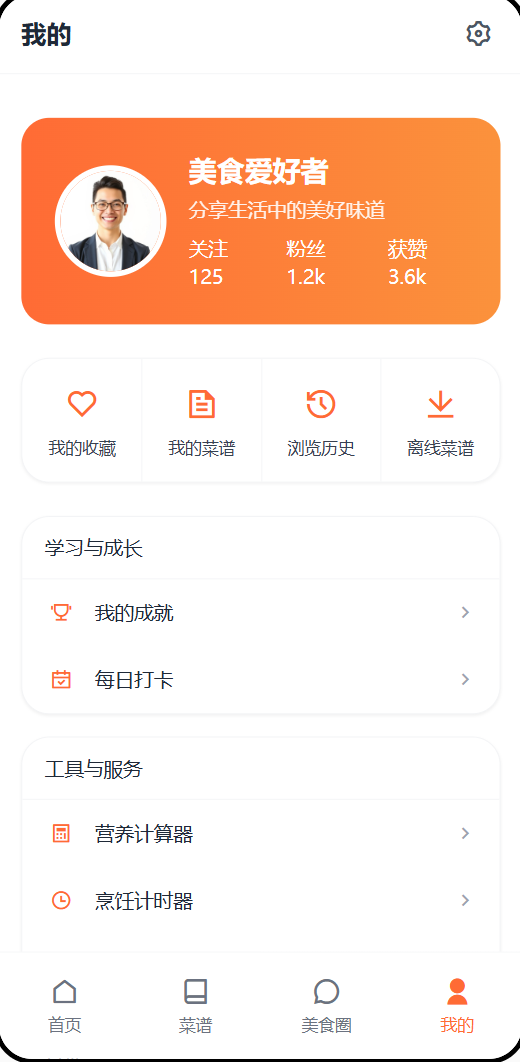 我的
美食爱好者
分享生活中的美好味道
关注 粉丝 获赞
125 1.2k 3.6k
我的收藏 我的菜谱 浏览历史 离线菜谱
学习与成长
我的成就
每日打卡
工具与服务
营养计算器
烹饪计时器
首页 菜谱 美食圈 我的